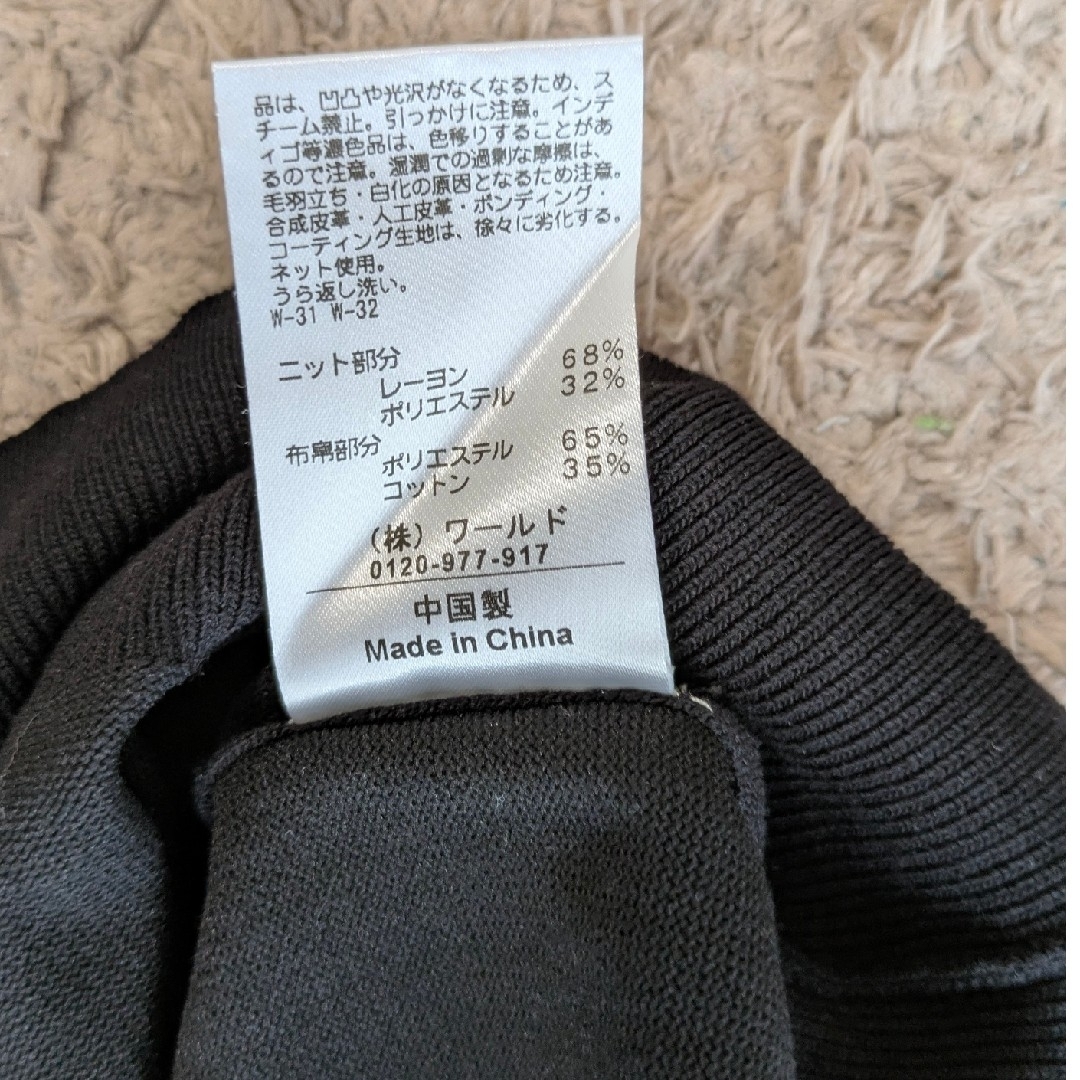 品は、凹凸や光沢がなくなるため、ス
チーム禁止。引っかけに注意。インデ
ィゴ等濃色品は、色移りすることがあ
るので注意。湿潤での過剰な摩擦は、
毛羽立ち・白化の原因となるため注意。
合成皮革・人工皮革・ボンディング・
コーティング生地は、徐々に劣化する。
ネット使用。
うら返し洗い。
W-31 W-32
ニット部分
レーヨン 68%
ポリエステル 32%
布帛部分
ポリエステル 65%
コットン 35%
(株) ワールド
0120-977-917
中国製
Made in China